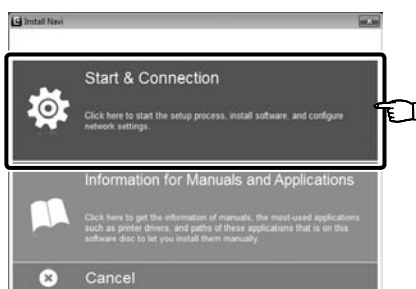 Install Navi
Start & Connection
Click here to start the setup process, install software, and configure
network settings.
Information for Manuals and Applications
Click here to get the information of manuals, the most-used applications
such as printer drivers, and paths of these applications that is on this
software disc to let you install them manually.
Cancel